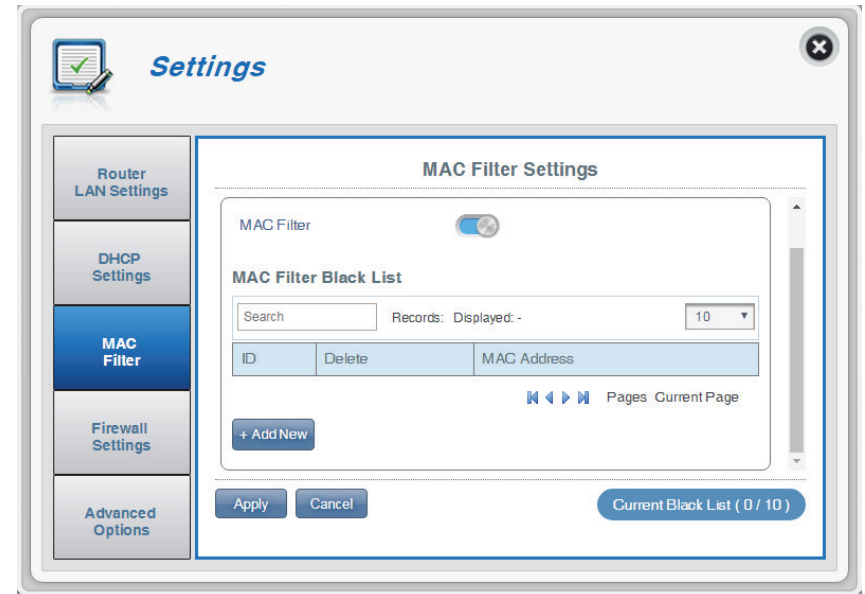 Settings
Router
LAN Settings
DHCP
Settings
MAC
Filter
Firewall
Settings
Advanced
Options
MAC Filter Settings
MAC Filter
MAC Filter Black List
Search Records: Displayed: - 10
ID Delete MAC Address
Pages Current Page
+ Add New
Apply Cancel Current Black List ( 0 / 10 )